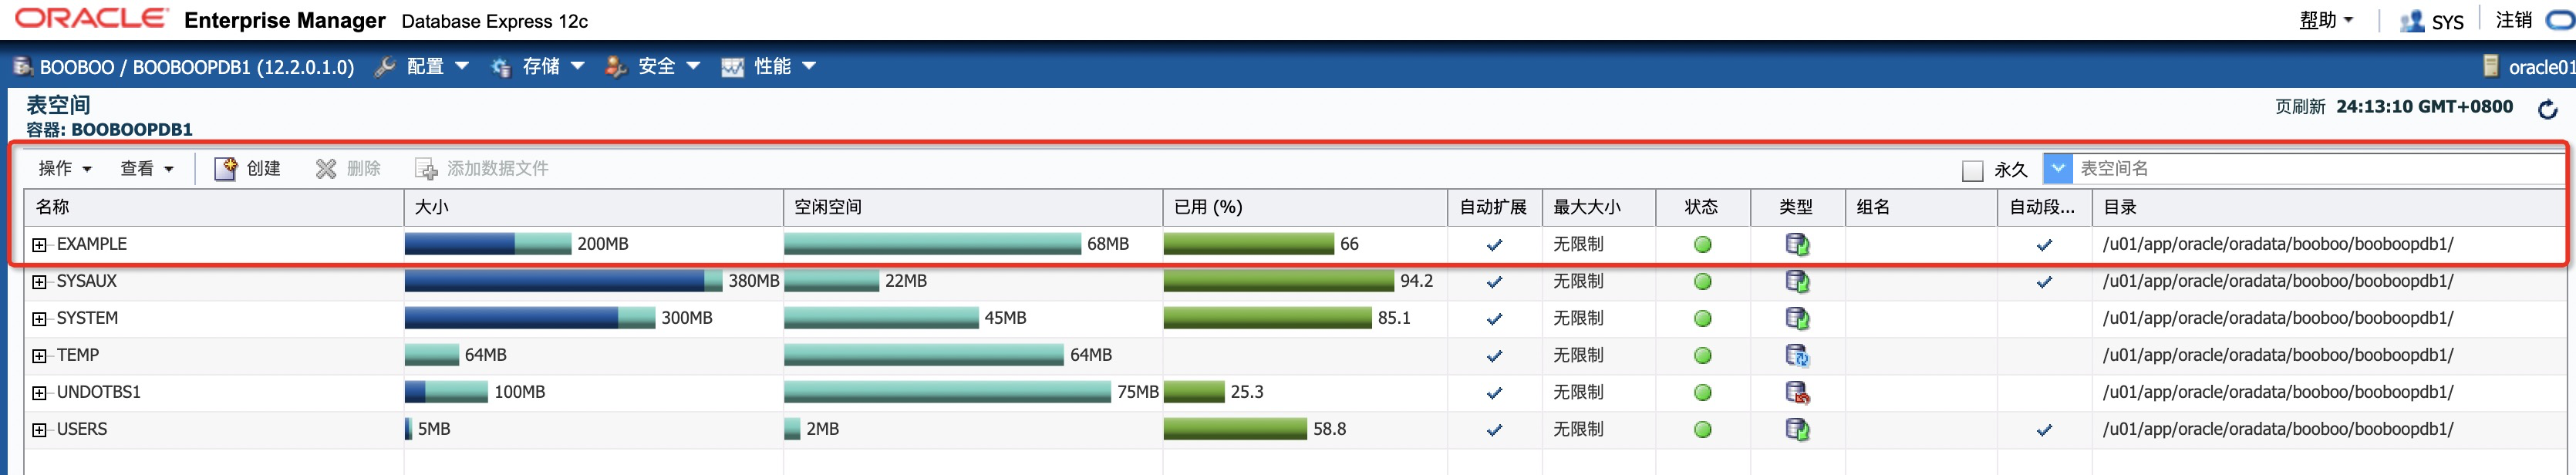 ORACLE Enterprise Manager Database Express 12c 帮助 SYS 注销
BOOBOO / BOOBOOPDB1 (12.2.0.1.0) 配置 存储 安全 性能 oracle01
表空间 页刷新 24:13:10 GMT+0800
容器: BOOBOOPDB1
操作 查看 创建 删除 添加数据文件 永久 表空间名
名称 大小 空闲空间 已用 (%) 自动扩展 最大大小 状态 类型 组名 自动段... 目录
EXAMPLE 200MB 68MB 66 无限制 /u01/app/oracle/oradata/booboo/booboopdb1/
SYSAUX 380MB 22MB 94.2 无限制 /u01/app/oracle/oradata/booboo/booboopdb1/
SYSTEM 300MB 45MB 85.1 无限制 /u01/app/oracle/oradata/booboo/booboopdb1/
TEMP 64MB 64MB 无限制 /u01/app/oracle/oradata/booboo/booboopdb1/
UNDOTBS1 100MB 75MB 25.3 无限制 /u01/app/oracle/oradata/booboo/booboopdb1/
USERS 5MB 2MB 58.8 无限制 /u01/app/oracle/oradata/booboo/booboopdb1/